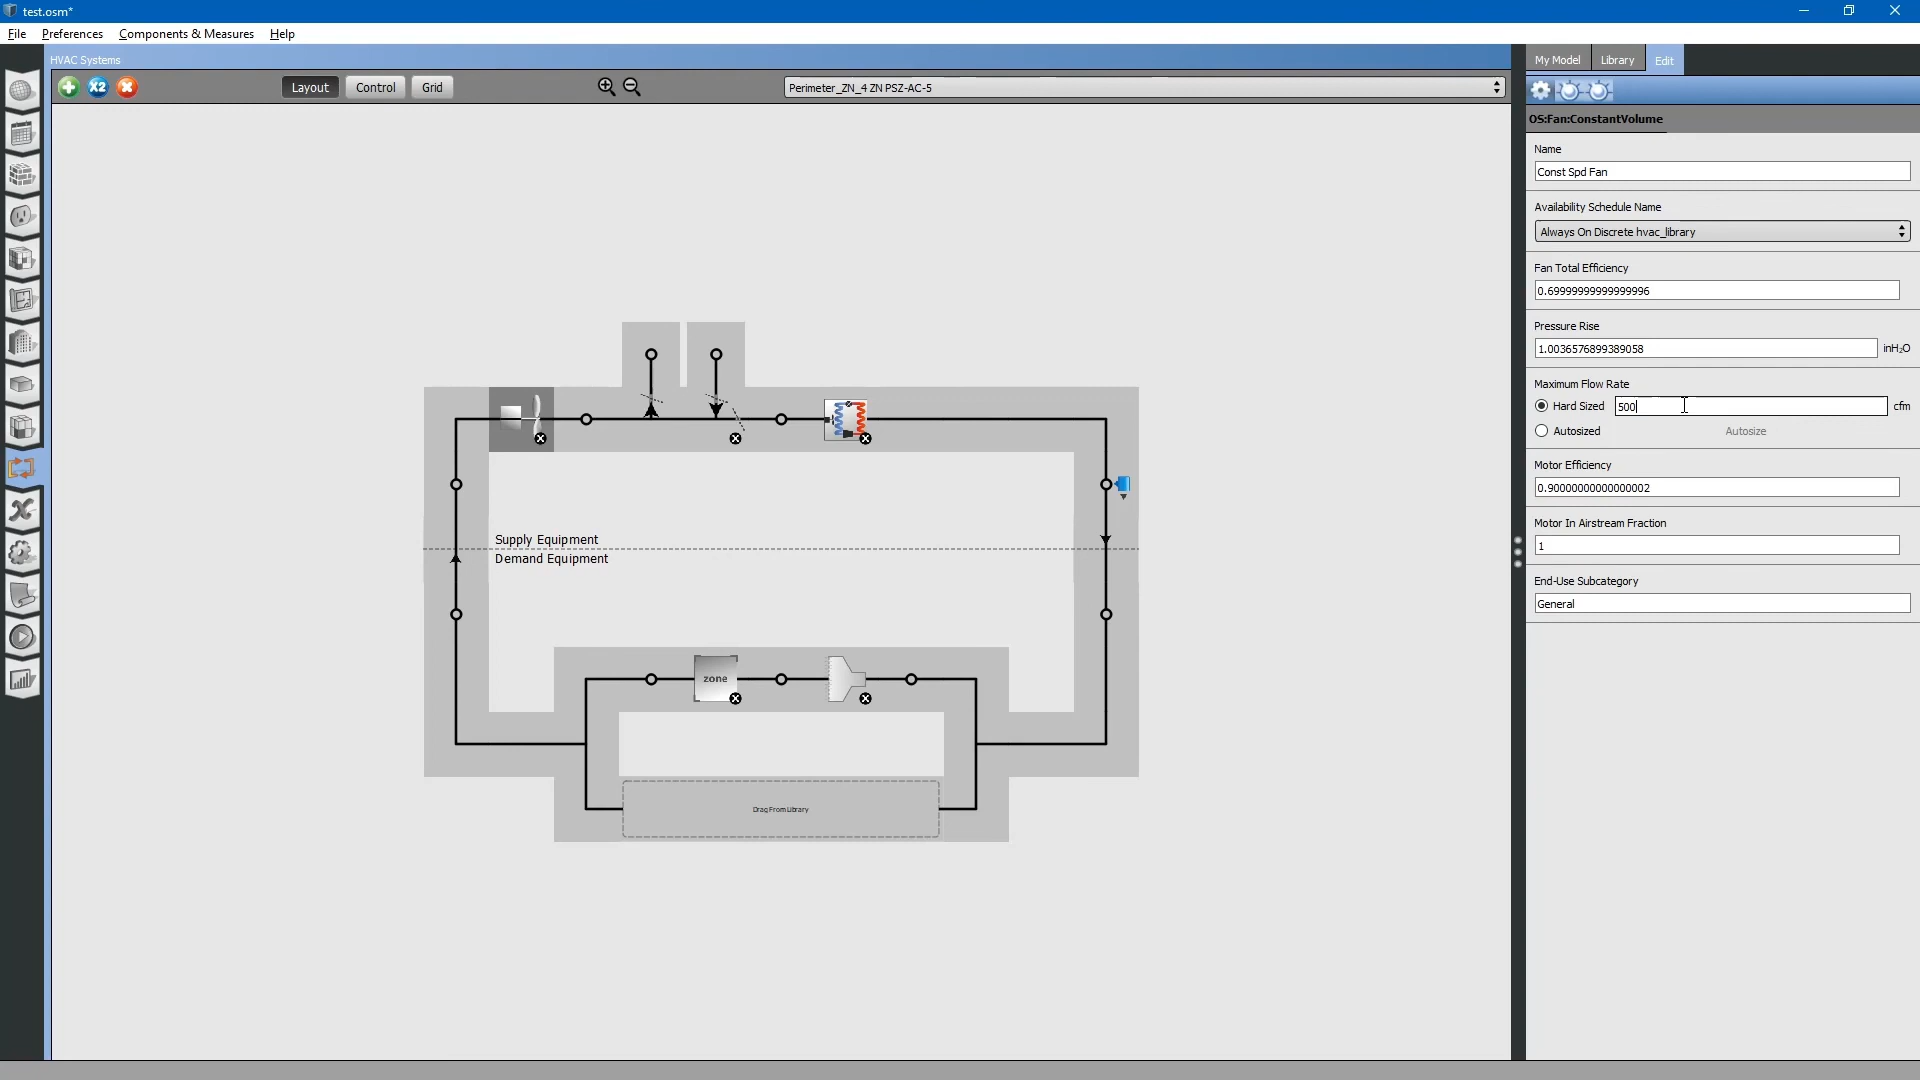 test.osm*
File Preferences Components & Measures Help
HVAC Systems
My Model Library Edit
X2 Layout Control Grid Perimeter_ZN_4 ZN PSZ-AC-5
OS:Fan:ConstantVolume
Name
Const Spd Fan
Availability Schedule Name
Always On Discrete hvac_library
Fan Total Efficiency
0.69999999999999996
Pressure Rise
1.0036576899389058 inH₂O
Maximum Flow Rate
Hard Sized 500 cfm
Autosized Autosize
Motor Efficiency
0.90000000000000002
Motor In Airstream Fraction
1
End-Use Subcategory
General
Supply Equipment
Demand Equipment
zone
Drag From Library